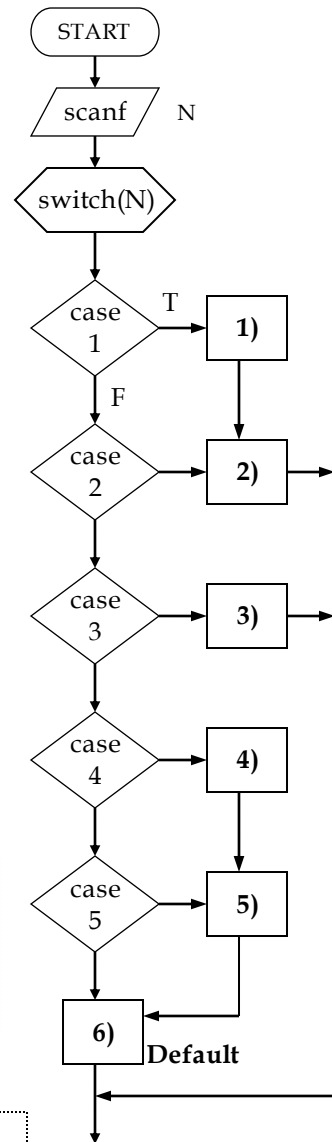 START
scanf N
switch(N)
case
1
T
1)
F
case
2
2)
case
3
3)
case
4
4)
case
5
5)
6)
Default